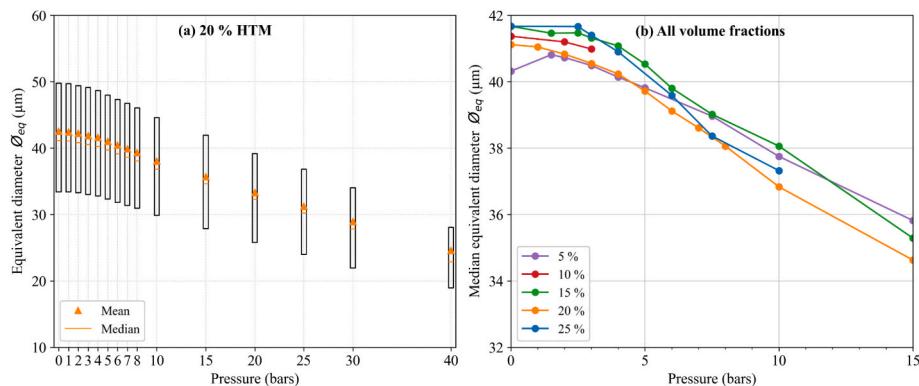 (a) 20 % HTM
Equivalent diameter Ø_eq (µm)
60
50
40
30
20
10
Mean
Median
0 1 2 3 4 5 6 7 8 10 15 20 25 30 40
Pressure (bars)
(b) All volume fractions
Median equivalent diameter Ø_eq (µm)
42
40
38
36
34
32
5 %
10 %
15 %
20 %
25 %
0 5 10 15
Pressure (bars)